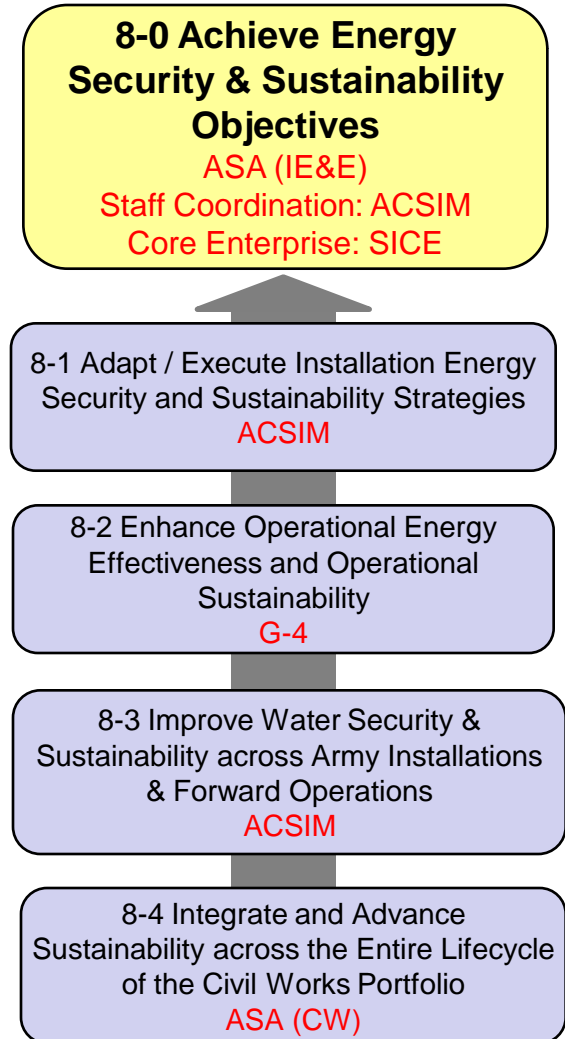 8-0 Achieve Energy
Security & Sustainability
Objectives
ASA (IE&E)
Staff Coordination: ACSIM
Core Enterprise: SICE
8-1 Adapt / Execute Installation Energy
Security and Sustainability Strategies
ACSIM
8-2 Enhance Operational Energy
Effectiveness and Operational
Sustainability
G-4
8-3 Improve Water Security &
Sustainability across Army Installations
& Forward Operations
ACSIM
8-4 Integrate and Advance
Sustainability across the Entire Lifecycle
of the Civil Works Portfolio
ASA (CW)